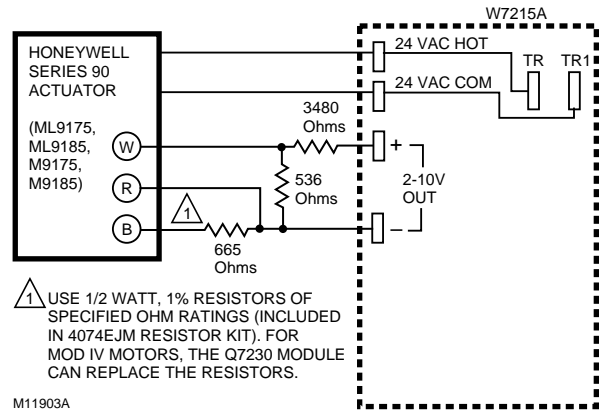 W7215A
HONEYWELL
SERIES 90
ACTUATOR
(ML9175,
ML9185,
M9175,
M9185)
24 VAC HOT
TR
TR1
24 VAC COM
3480
Ohms
W
+
R
536
Ohms
2-10V
OUT
1
B
–
665
Ohms
1
USE 1/2 WATT, 1% RESISTORS OF
SPECIFIED OHM RATINGS (INCLUDED
IN 4074EJM RESISTOR KIT). FOR
MOD IV MOTORS, THE Q7230 MODULE
CAN REPLACE THE RESISTORS.
M11903A